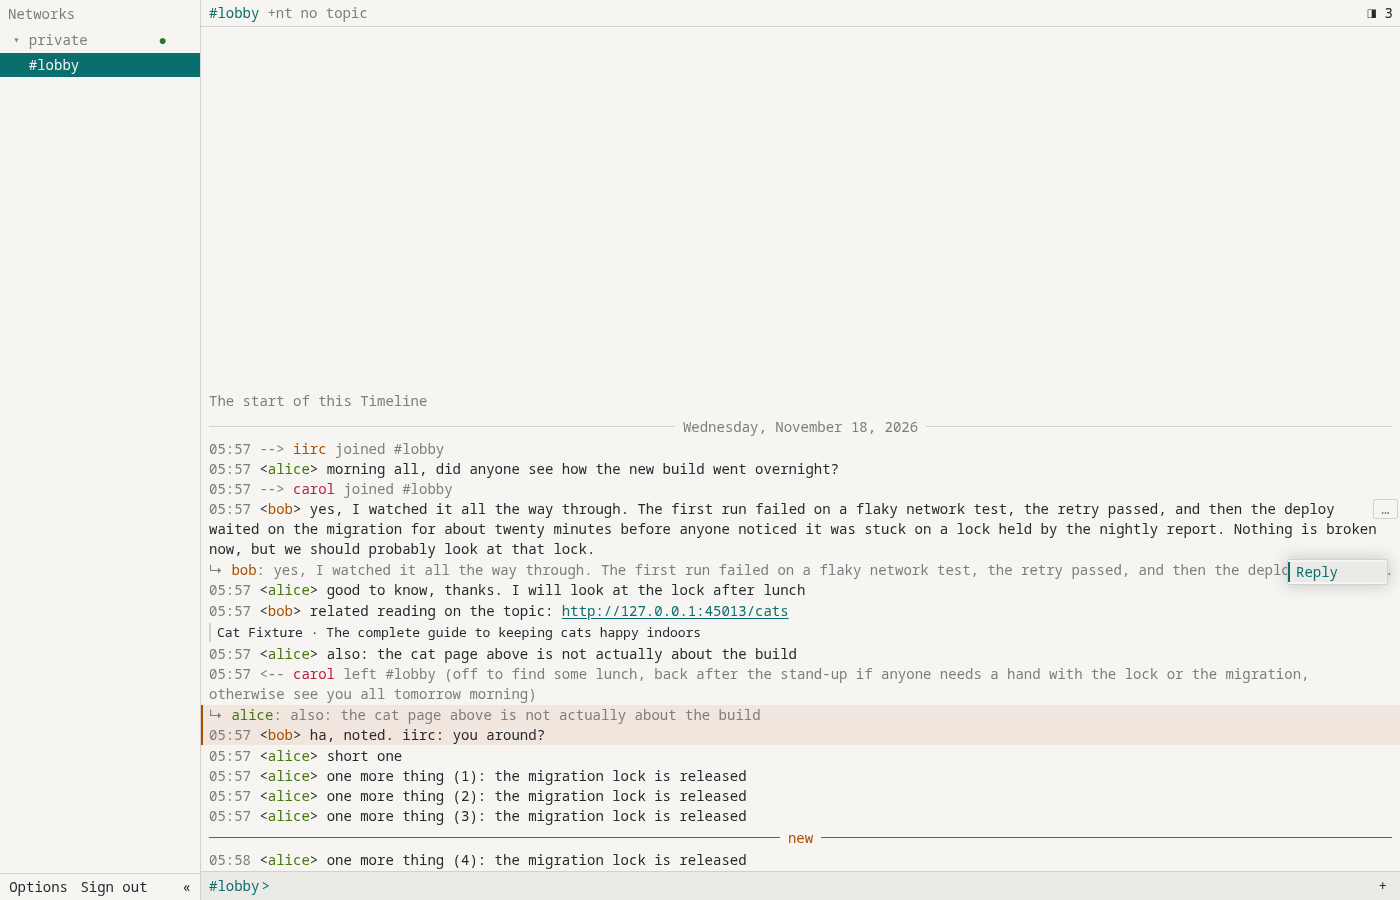 Networks
▾ private ●
#lobby
#lobby +nt no topic
◨ 3
The start of this Timeline
Wednesday, November 18, 2026
05:57 --> iirc joined #lobby
05:57 <alice> morning all, did anyone see how the new build went overnight?
05:57 --> carol joined #lobby
05:57 <bob> yes, I watched it all the way through. The first run failed on a flaky network test, the retry passed, and then the deploy
…
waited on the migration for about twenty minutes before anyone noticed it was stuck on a lock held by the nightly report. Nothing is broken
now, but we should probably look at that lock.
↳ bob: yes, I watched it all the way through. The first run failed on a flaky network test, the retry passed, and then the
Reply
05:57 <alice> good to know, thanks. I will look at the lock after lunch
05:57 <bob> related reading on the topic: http://127.0.0.1:45013/cats
Cat Fixture · The complete guide to keeping cats happy indoors
05:57 <alice> also: the cat page above is not actually about the build
05:57 <-- carol left #lobby (off to find some lunch, back after the stand-up if anyone needs a hand with the lock or the migration,
otherwise see you all tomorrow morning)
↳ alice: also: the cat page above is not actually about the build
05:57 <bob> ha, noted. iirc: you around?
05:57 <alice> short one
05:57 <alice> one more thing (1): the migration lock is released
05:57 <alice> one more thing (2): the migration lock is released
05:57 <alice> one more thing (3): the migration lock is released
new
05:58 <alice> one more thing (4): the migration lock is released
Options Sign out «
#lobby> +